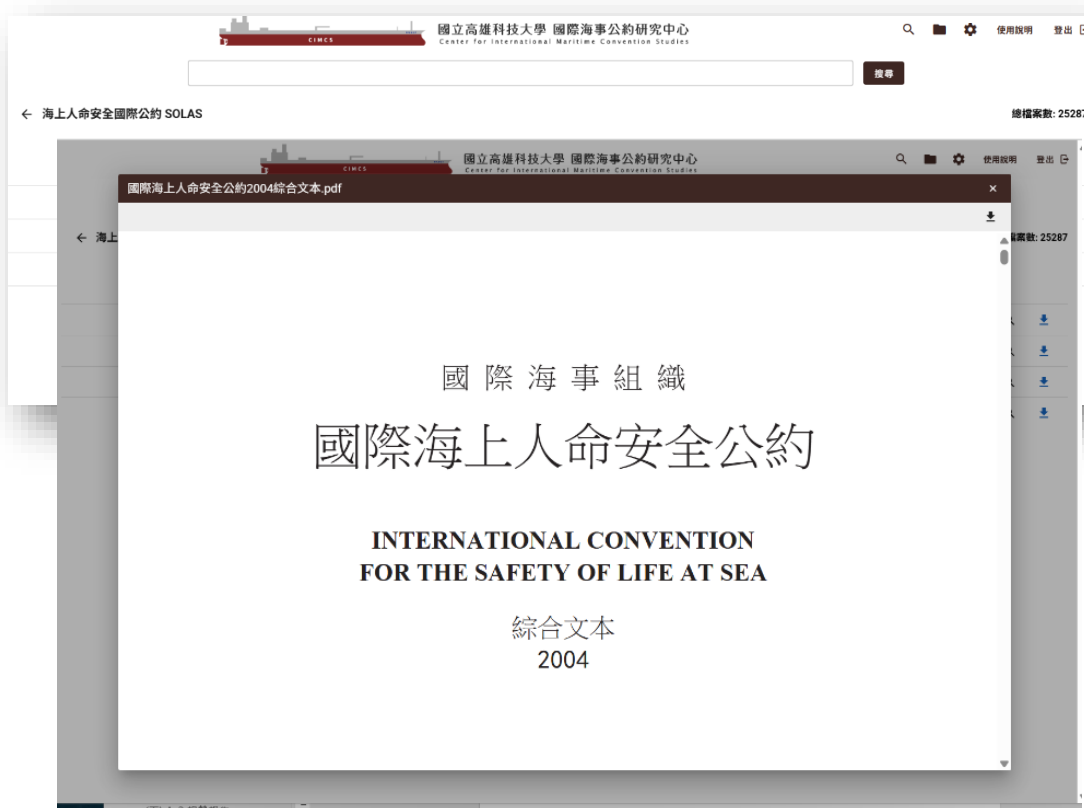 CIMCS
國立高雄科技大學 國際海事公約研究中心
Center for International Maritime Convention Studies
使用說明
登出
搜尋
海上人命安全國際公約 SOLAS
總檔案數: 25287
CIMCS
國立高雄科技大學 國際海事公約研究中心
Center for International Maritime Convention Studies
使用說明
登出
國際海上人命安全公約2004綜合文本.pdf
海上
檔案數: 25287
國際海事組織
國際海上人命安全公約
INTERNATIONAL CONVENTION
FOR THE SAFETY OF LIFE AT SEA
綜合文本
2004